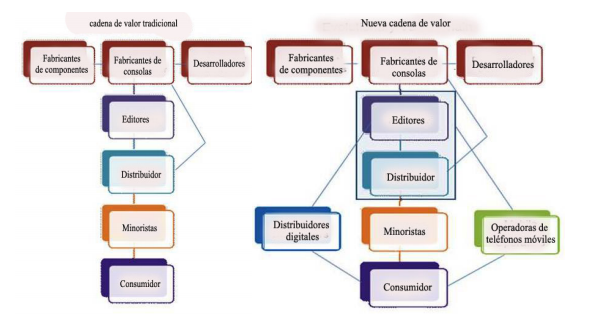 cadena de valor tradicional
Fabricantes
de componentes
Fabricantes de
consolas
Desarrolladores
Editores
Distribuidor
Minoristas
Consumidor
Nueva cadena de valor
Fabricantes
de componentes
Fabricantes de
consolas
Desarrolladores
Editores
Distribuidor
Distribuidores
digitales
Minoristas
Operadoras de
teléfonos móviles
Consumidor